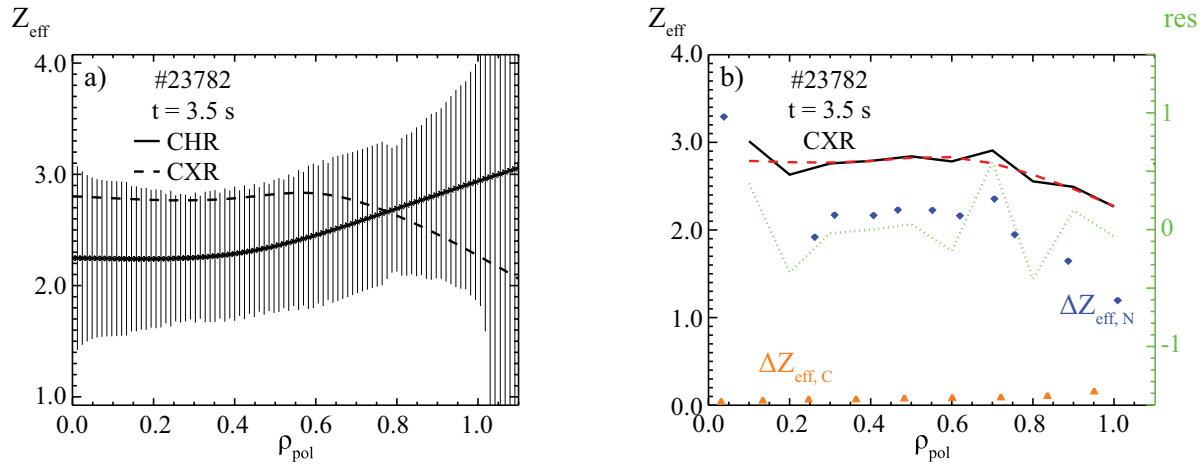 Z_eff
a)
#23782
t = 3.5 s
CHR
CXR
4.0
3.0
2.0
1.0
0.0 0.2 0.4 0.6 0.8 1.0
ρ_pol
Z_eff
res
b)
#23782
t = 3.5 s
CXR
4.0
3.0
2.0
1.0
0.0
1
0
-1
ΔZ_eff, N
ΔZ_eff, C
0.0 0.2 0.4 0.6 0.8 1.0
ρ_pol